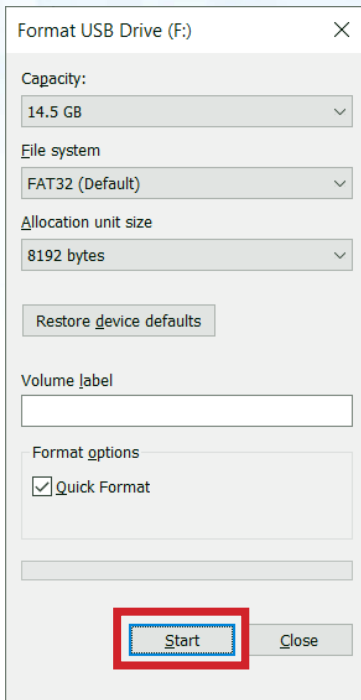 Format USB Drive (F:)
Capacity:
14.5 GB
File system
FAT32 (Default)
Allocation unit size
8192 bytes
Restore device defaults
Volume label
Format options
Quick Format
Start
Close